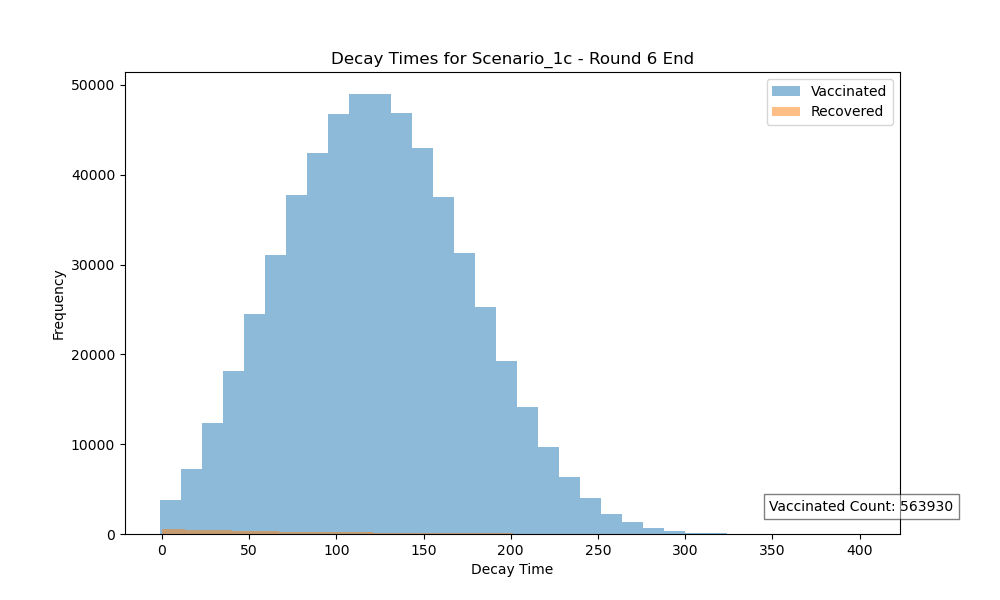 Decay Times for Scenario_1c - Round 6 End
Vaccinated
Recovered
Frequency
50000
40000
30000
20000
10000
0
Vaccinated Count: 563930
0 50 100 150 200 250 300 350 400
Decay Time